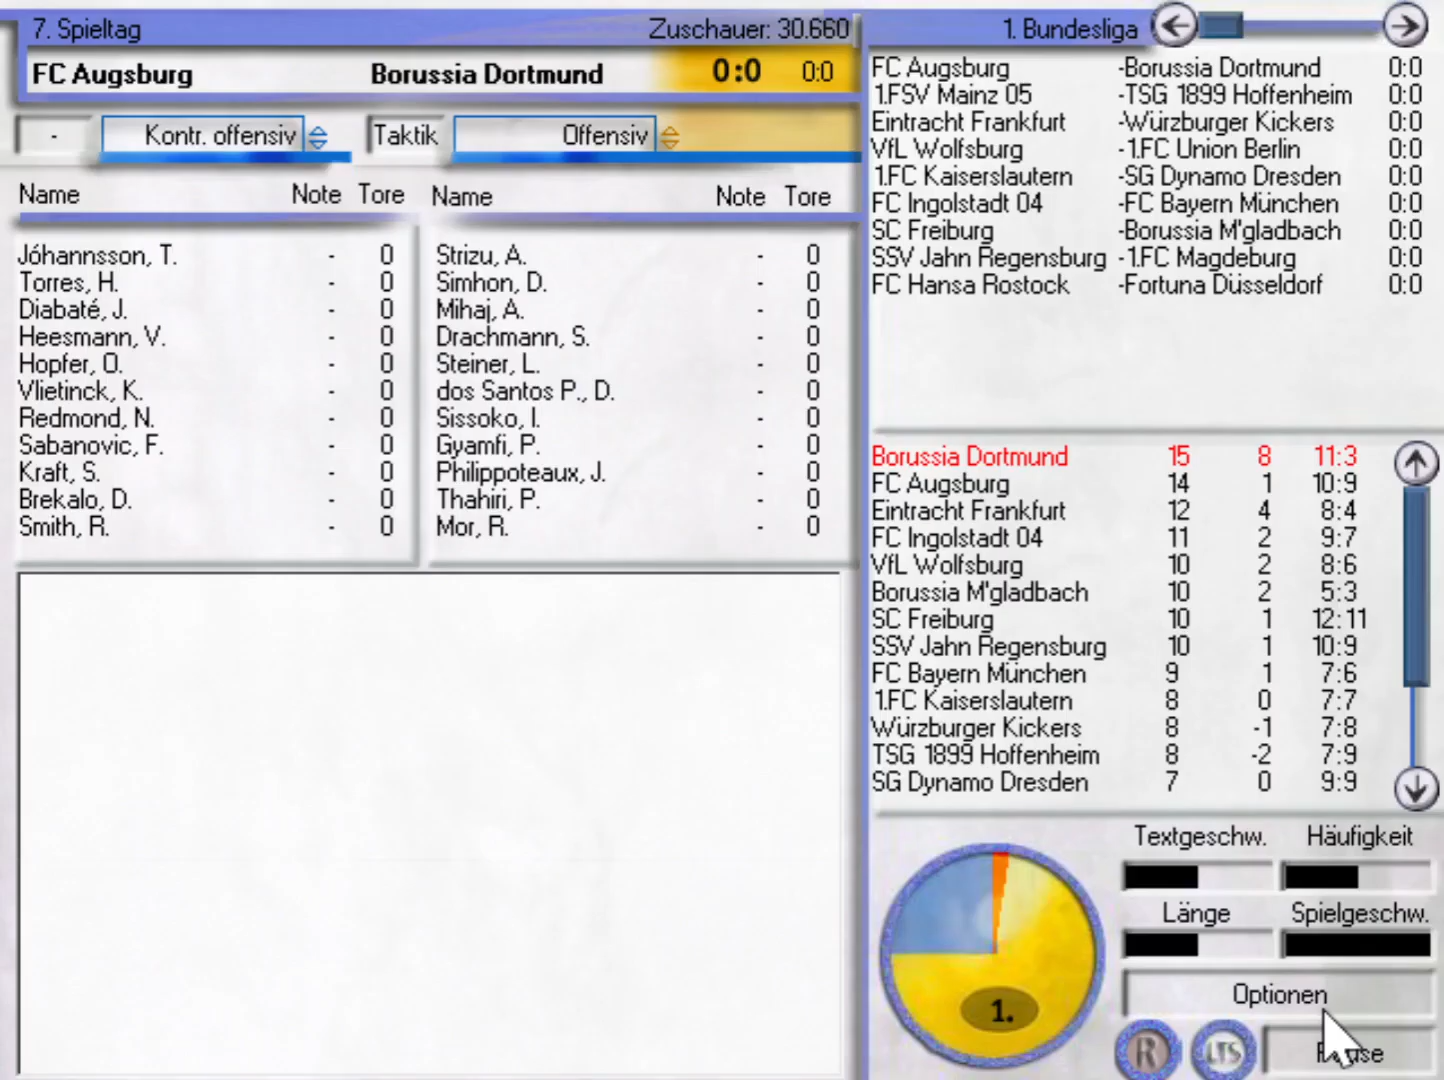 7. Spieltag Zuschauer: 30.660
FC Augsburg Borussia Dortmund 0:0 0:0
- Kontr. offensiv Taktik Offensiv
Name Note Tore Name Note Tore
Jóhannsson, T. - 0 Strizu, A. - 0
Torres, H. - 0 Simhon, D. - 0
Diabaté, J. - 0 Mihaj, A. - 0
Heesmann, V. - 0 Drachmann, S. - 0
Hopfer, O. - 0 Steiner, L. - 0
Vlietinck, K. - 0 dos Santos P., D. - 0
Redmond, N. - 0 Sissoko, I. - 0
Sabanovic, F. - 0 Gyamfi, P. - 0
Kraft, S. - 0 Philippoteaux, J. - 0
Brekalo, D. - 0 Thahiri, P. - 0
Smith, R. - 0 Mor, R. - 0
1. Bundesliga
FC Augsburg -Borussia Dortmund 0:0
1.FSV Mainz 05 -TSG 1899 Hoffenheim 0:0
Eintracht Frankfurt -Würzburger Kickers 0:0
VfL Wolfsburg -1.FC Union Berlin 0:0
1.FC Kaiserslautern -SG Dynamo Dresden 0:0
FC Ingolstadt 04 -FC Bayern München 0:0
SC Freiburg -Borussia M'gladbach 0:0
SSV Jahn Regensburg -1.FC Magdeburg 0:0
FC Hansa Rostock -Fortuna Düsseldorf 0:0
Borussia Dortmund 15 8 11:3
FC Augsburg 14 1 10:9
Eintracht Frankfurt 12 4 8:4
FC Ingolstadt 04 11 2 9:7
VfL Wolfsburg 10 2 8:6
Borussia M'gladbach 10 2 5:3
SC Freiburg 10 1 12:11
SSV Jahn Regensburg 10 1 10:9
FC Bayern München 9 1 7:6
1.FC Kaiserslautern 8 0 7:7
Würzburger Kickers 8 -1 7:8
TSG 1899 Hoffenheim 8 -2 7:9
SG Dynamo Dresden 7 0 9:9
Textgeschw. Häufigkeit
Länge Spielgeschw.
1.
Optionen
R LTS